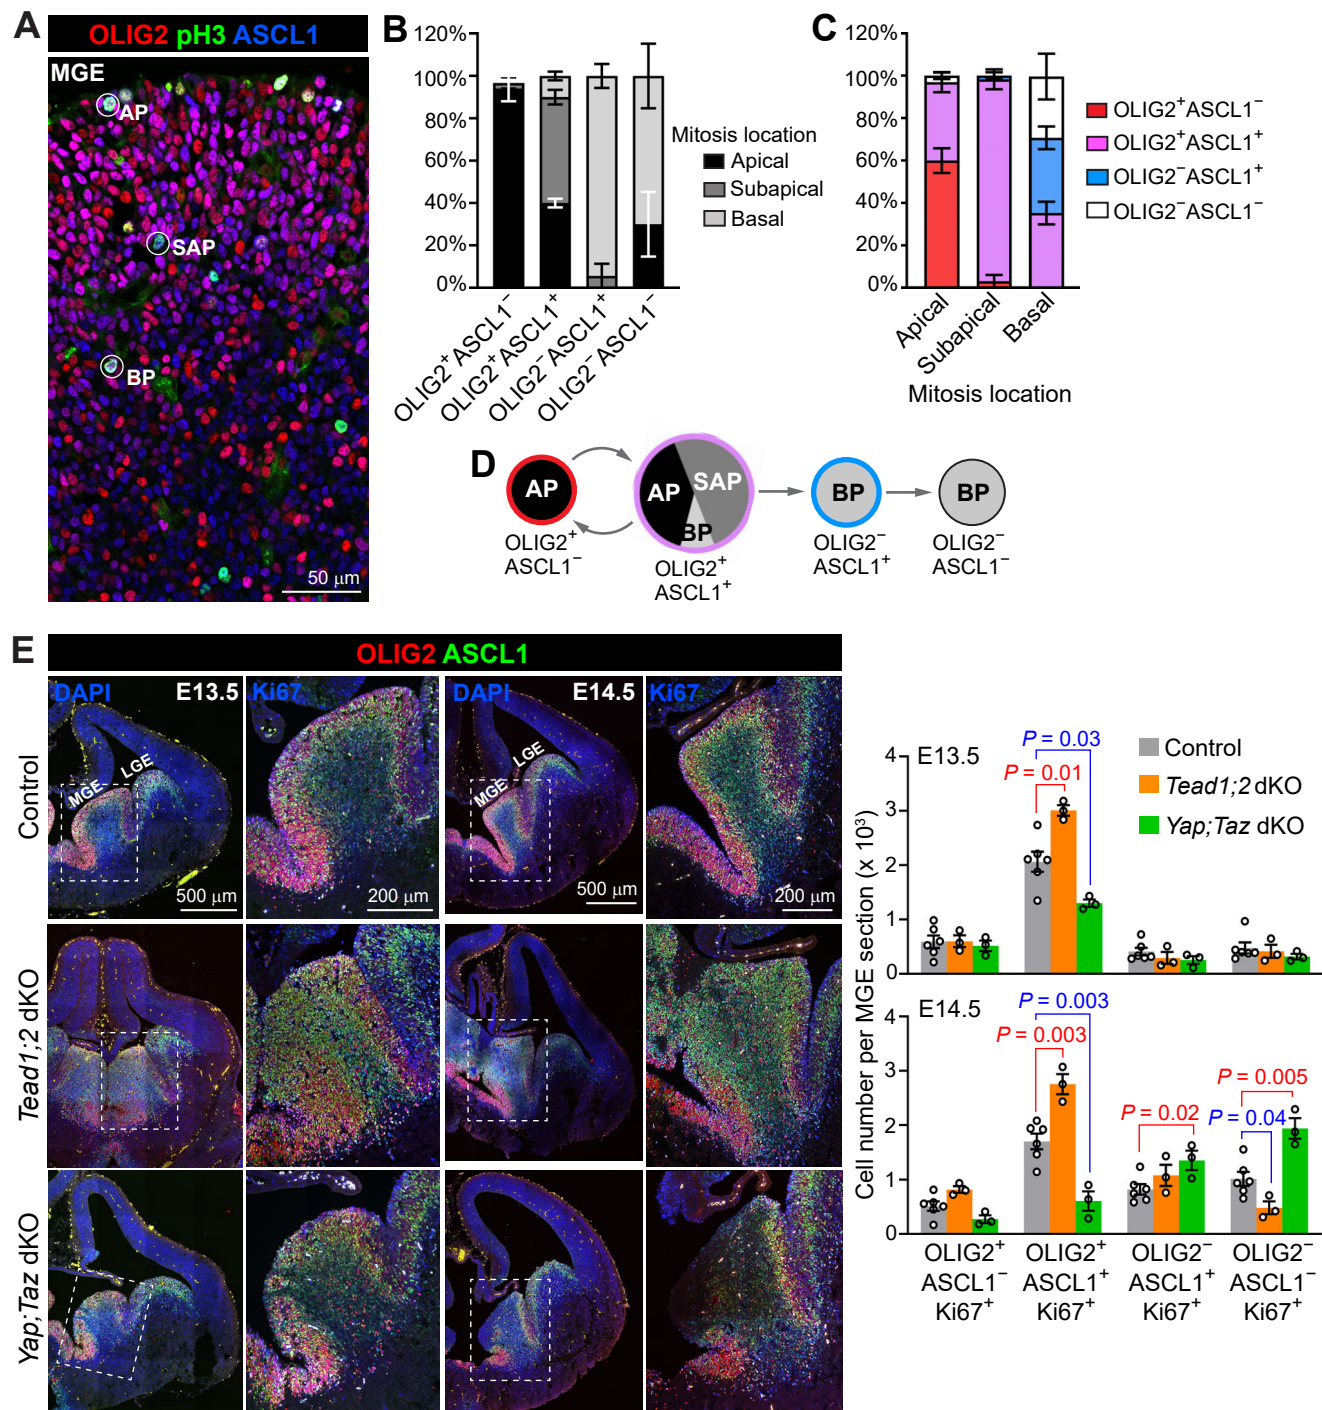 A
OLIG2 pH3 ASCL1
MGE
AP
SAP
BP
50 μm
B
120%
100%
80%
60%
40%
20%
0%
OLIG2⁺ASCL1⁻
OLIG2⁺ASCL1⁺
OLIG2⁻ASCL1⁺
OLIG2⁻ASCL1⁻
Mitosis location
Apical
Subapical
Basal
C
120%
100%
80%
60%
40%
20%
0%
Apical
Subapical
Basal
Mitosis location
OLIG2⁺ASCL1⁻
OLIG2⁺ASCL1⁺
OLIG2⁻ASCL1⁺
OLIG2⁻ASCL1⁻
D
AP
OLIG2⁺
ASCL1⁻
AP
SAP
BP
OLIG2⁺
ASCL1⁺
BP
OLIG2⁻
ASCL1⁺
BP
OLIG2⁻
ASCL1⁻
E
OLIG2 ASCL1
DAPI E13.5
Ki67
DAPI E14.5
Ki67
Control
MGE
LGE
500 μm
200 μm
MGE
LGE
500 μm
200 μm
Tead1;2 dKO
Yap;Taz dKO
Cell number per MGE section (x 10³)
E13.5
4
3
2
1
0
P = 0.03
P = 0.01
Control
Tead1;2 dKO
Yap;Taz dKO
E14.5
4
3
2
1
0
P = 0.003
P = 0.003
P = 0.02
P = 0.005
P = 0.04
OLIG2⁺
ASCL1⁻
Ki67⁺
OLIG2⁺
ASCL1⁺
Ki67⁺
OLIG2⁻
ASCL1⁺
Ki67⁺
OLIG2⁻
ASCL1⁻
Ki67⁺